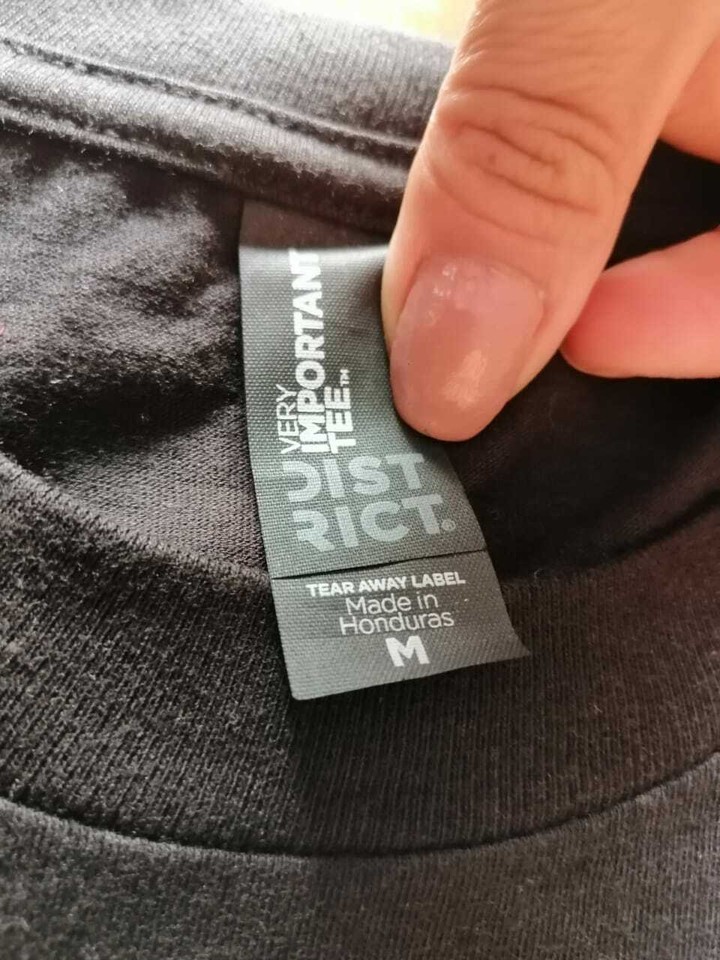 VERY
IMPORTANT
TEE™
DIST
RICT®
TEAR AWAY LABEL
Made in
Honduras
M